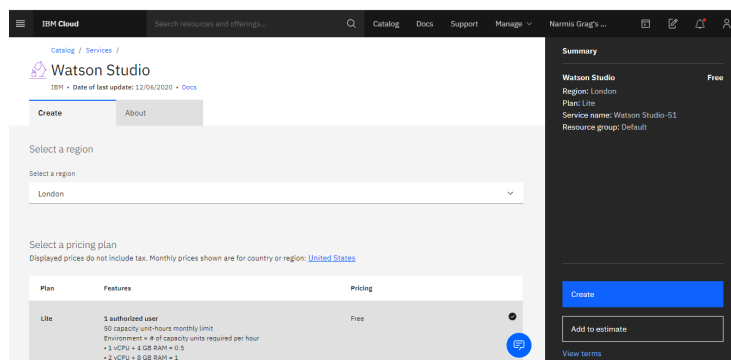 IBM Cloud
Search resources and offerings...
Catalog
Docs
Support
Manage
Narmis Grag's ...
Catalog / Services /
Watson Studio
IBM • Date of last update: 12/06/2020 • Docs
Create
About
Select a region
Select a region
London
Select a pricing plan
Displayed prices do not include tax. Monthly prices shown are for country or region: United States
Plan
Features
Pricing
Lite
1 authorized user
Free
50 capacity unit-hours monthly limit
Environment = # of capacity units required per hour
• 1 vCPU + 4 GB RAM = 0.5
• 2 vCPU + 8 GB RAM = 1
Summary
Watson Studio
Free
Region: London
Plan: Lite
Service name: Watson Studio-51
Resource group: Default
Create
Add to estimate
View terms